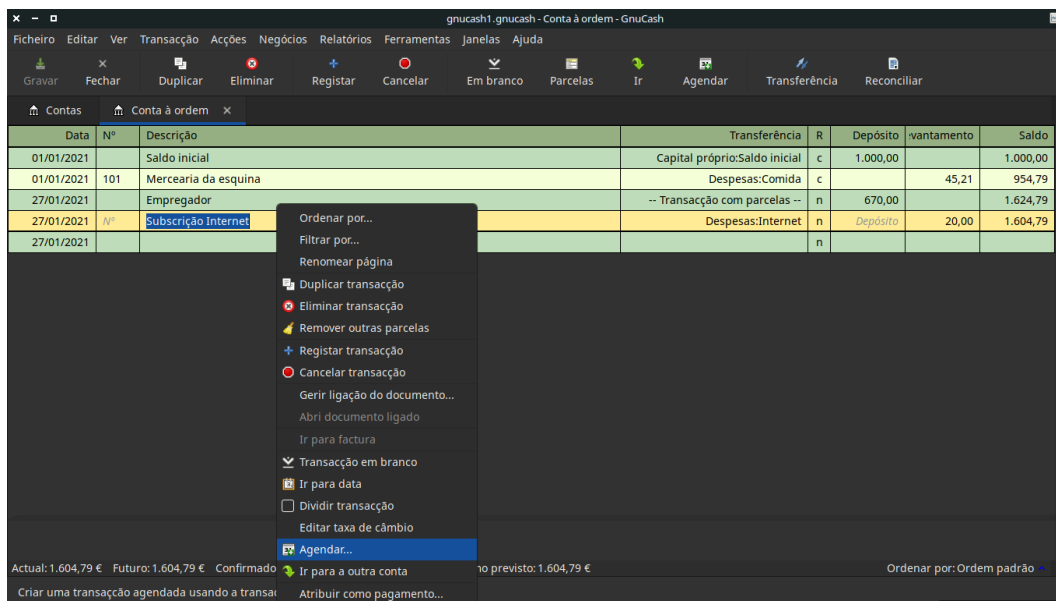 gnucash1.gnucash - Conta à ordem - GnuCash
Ficheiro Editar Ver Transacção Acções Negócios Relatórios Ferramentas Janelas Ajuda
Gravar Fechar Duplicar Eliminar Registar Cancelar Em branco Parcelas Ir Agendar Transferência Reconciliar
Contas Conta à ordem
Data Nº Descrição Transferência R Depósito Saldo
01/01/2021 Saldo inicial Capital próprio:Saldo inicial c 1.000,00 1.000,00
01/01/2021 101 Mercearia da esquina Despesas:Comida c 45,21 954,79
27/01/2021 Empregador -- Transacção com parcelas -- n 670,00 1.624,79
27/01/2021 Nº Subscrição Internet Despesas:Internet n Depósito 20,00 1.604,79
27/01/2021 n
Ordenar por...
Filtrar por...
Renomear página
Duplicar transacção
Eliminar transacção
Remover outras parcelas
Registar transacção
Cancelar transacção
Gerir ligação do documento...
Abri documento ligado
Ir para factura
Transacção em branco
Ir para data
Dividir transacção
Editar taxa de câmbio
Agendar...
Ir para a outra conta
Atribuir como pagamento...
Actual: 1.604,79 € Futuro: 1.604,79 € Confirmado previsto: 1.604,79 € Ordenar por: Ordem padrão
Criar uma transacção agendada usando a